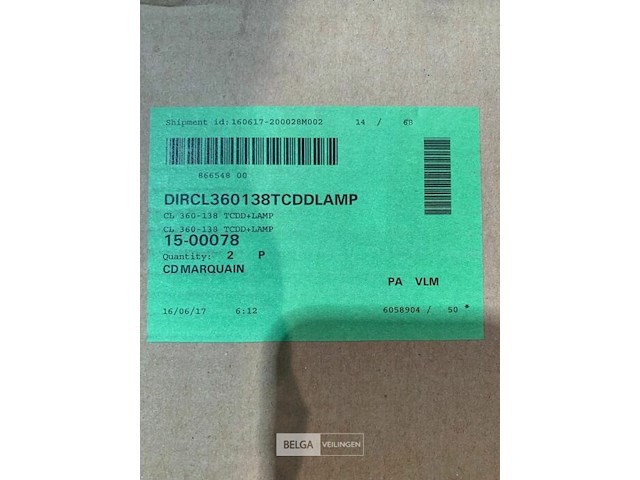 Shipment id:160617-200028M002 14 / 6B
866548 00
DIRCL360138TCDDLAMP
CL 360-138 TCDD+LAMP
CL 360-138 TCDD+LAMP
15-00078
Quantity: 2 P
CD MARQUAIN
PA VLM
16/06/17 6:12 6058904 / 50 *
BELGA VEILINGEN